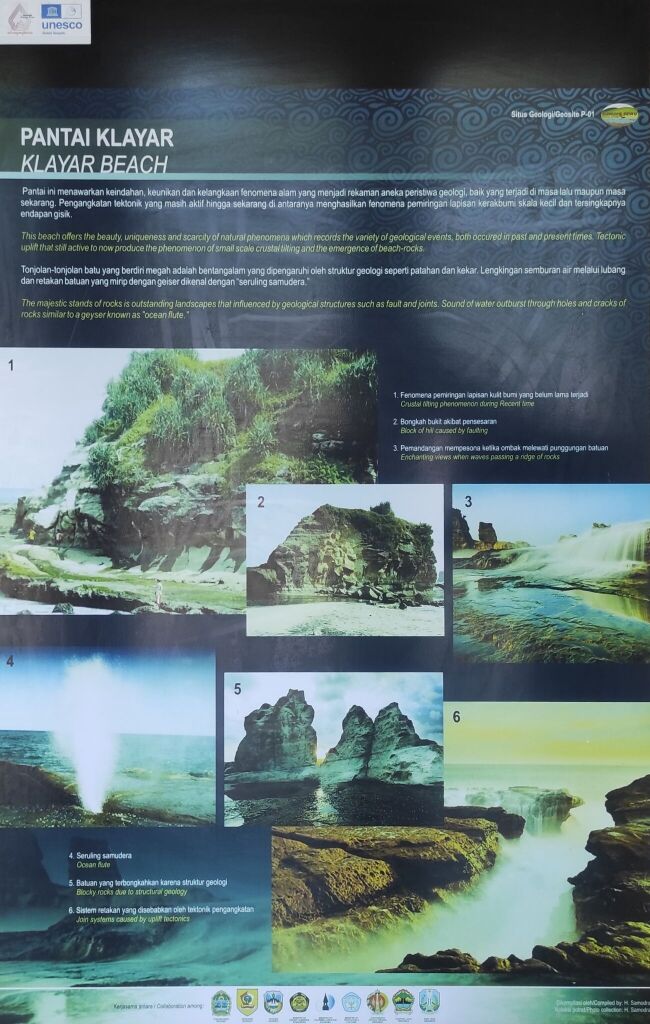 unesco
Situs Geologi/Geosite P-01
PANTAI KLAYAR
KLAYAR BEACH
Pantai ini menawarkan keindahan, keunikan dan kelangkaan fenomena alam yang menjadi rekaman aneka peristiwa geologi, baik yang terjadi di masa lalu maupun masa
sekarang. Pengangkatan tektonik yang masih aktif hingga sekarang di antaranya menghasilkan fenomena pemiringan lapisan kerakbumi skala kecil dan tersingkapnya
endapan gisik.
This beach offers the beauty, uniqueness and scarcity of natural phenomena which records the variety of geological events, both occured in past and present times. Tectonic
uplift that still active to now produce the phenomenon of small scale crustal tilting and the emergence of beach-rocks.
Tonjolan-tonjolan batu yang berdiri megah adalah bentangalam yang dipengaruhi oleh struktur geologi seperti patahan dan kekar. Lengkingan semburan air melalui lubang
dan retakan batuan yang mirip dengan geiser dikenal dengan "seruling samudera."
The majestic stands of rocks is outstanding landscapes that influenced by geological structures such as fault and joints. Sound of water outburst through holes and cracks of
rocks similar to a geyser known as "ocean flute."
1
1. Fenomena pemiringan lapisan kulit bumi yang belum lama terjadi
Crustal tilting phenomenon during Recent time
2. Bongkah bukit akibat pensesaran
Block of hill caused by faulting
3. Pemandangan mempesona ketika ombak melewati punggungan batuan
Enchanting views when waves passing a ridge of rocks
2
3
4
5
6
4. Seruling samudera
Ocean flute
5. Batuan yang terbongkahkan karena struktur geologi
Blocky rocks due to structural geology
6. Sistem retakan yang disebabkan oleh tektonik pengangkatan
Join systems caused by uplift tectonics
Kerjasama antara / Collaboration among:
Dikompilasi oleh/Compiled by: H. Samodra
Koleksi potret/Photo collection: H. Samodra